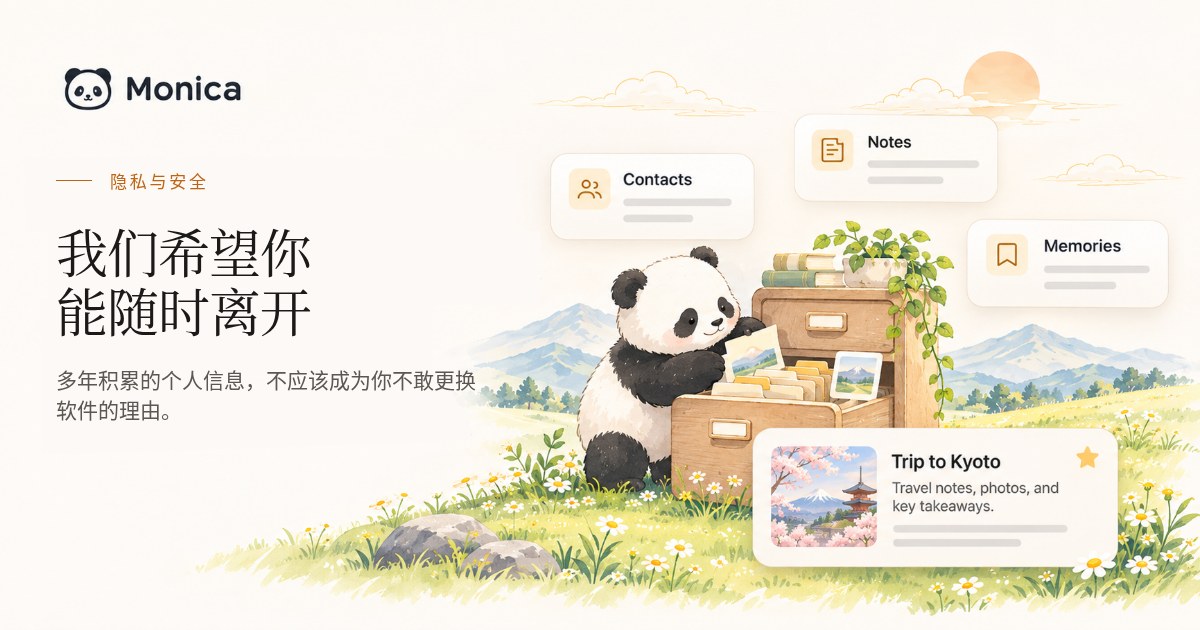 Monica
隐私与安全
我们希望你
能随时离开
多年积累的个人信息，不应该成为你不敢更换
软件的理由。
Contacts
Notes
Memories
Trip to Kyoto
Travel notes, photos, and
key takeaways.